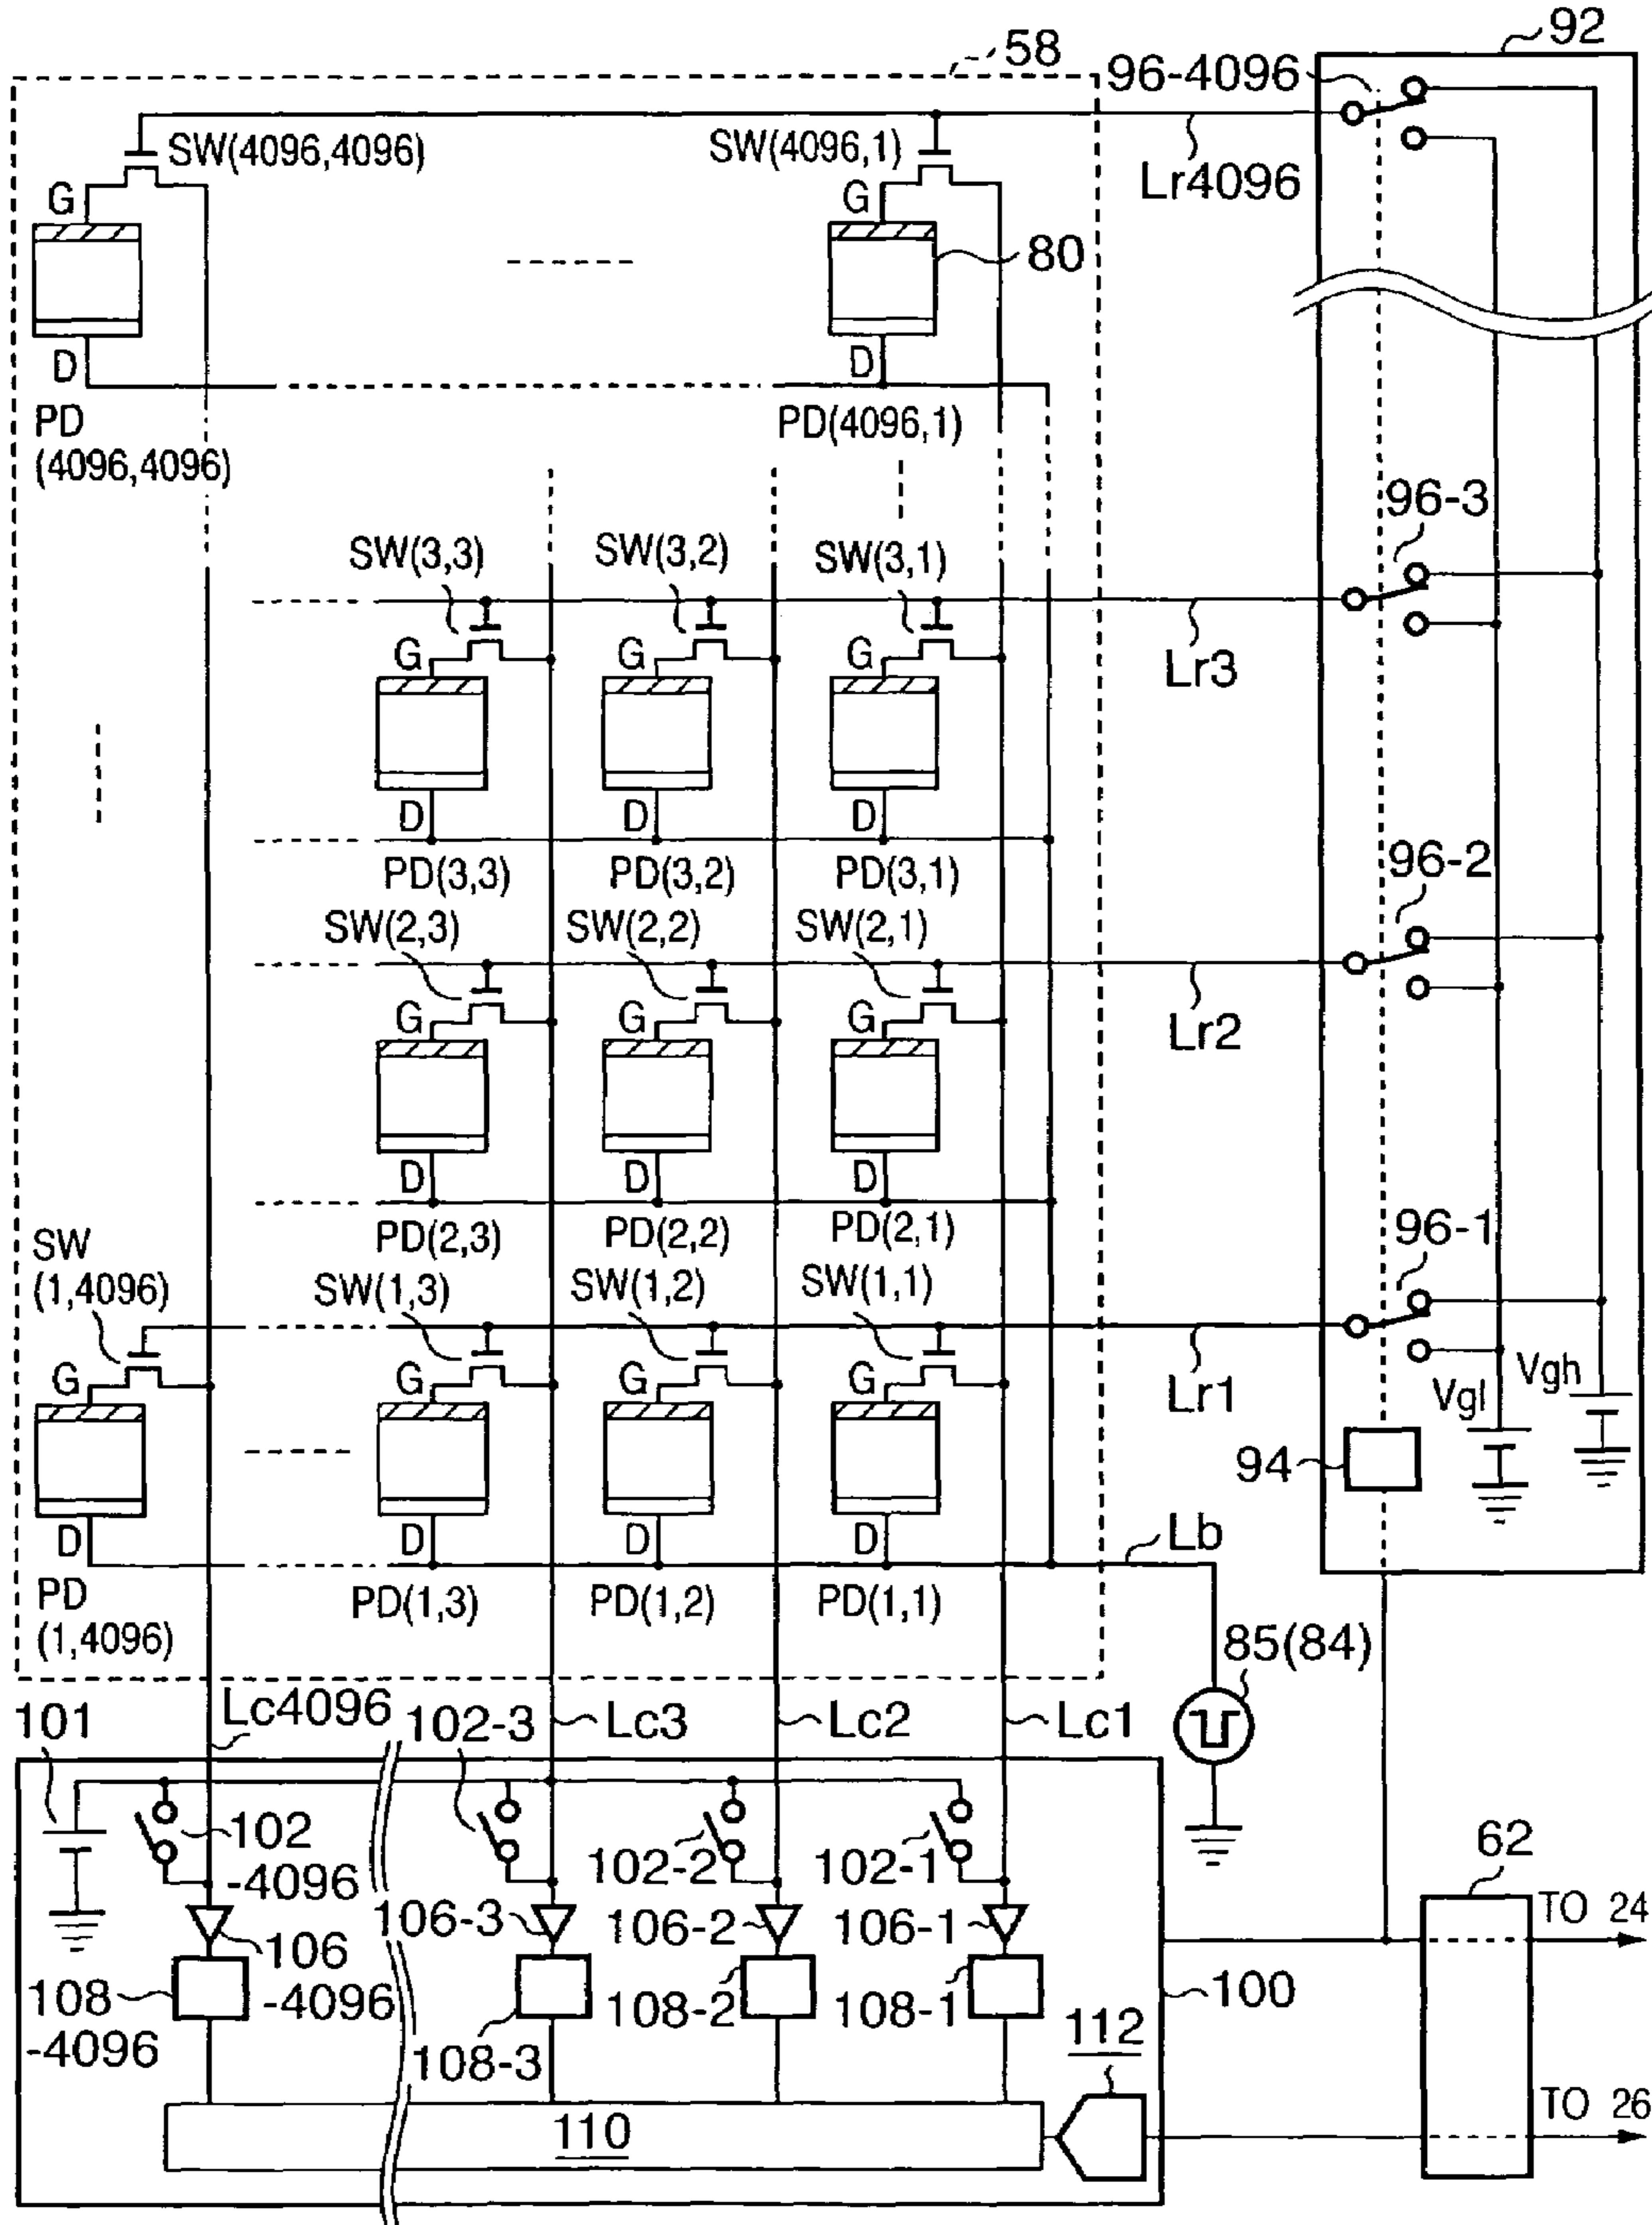 92
58
96-4096
SW(4096,4096)
SW(4096,1)
Lr4096
G
G
80
D
D
PD
(4096,4096)
PD(4096,1)
96-3
SW(3,3)
SW(3,2)
SW(3,1)
G
G
G
Lr3
D
D
D
PD(3,3)
PD(3,2)
PD(3,1)
96-2
SW(2,3)
SW(2,2)
SW(2,1)
G
G
G
Lr2
D
D
D
PD(2,3)
PD(2,2)
PD(2,1)
96-1
SW
(1,4096)
SW(1,3)
SW(1,2)
SW(1,1)
G
G
G
G
Lr1
Vgl
Vgh
94
D
D
D
D
Lb
PD
(1,4096)
PD(1,3)
PD(1,2)
PD(1,1)
85(84)
101
Lc4096
102-3
Lc3
Lc2
Lc1
102
-4096
102-2
102-1
62
106-3
106-2
106-1
TO 24
106
-4096
108
-4096
108-3
108-2
108-1
100
112
110
TO 26